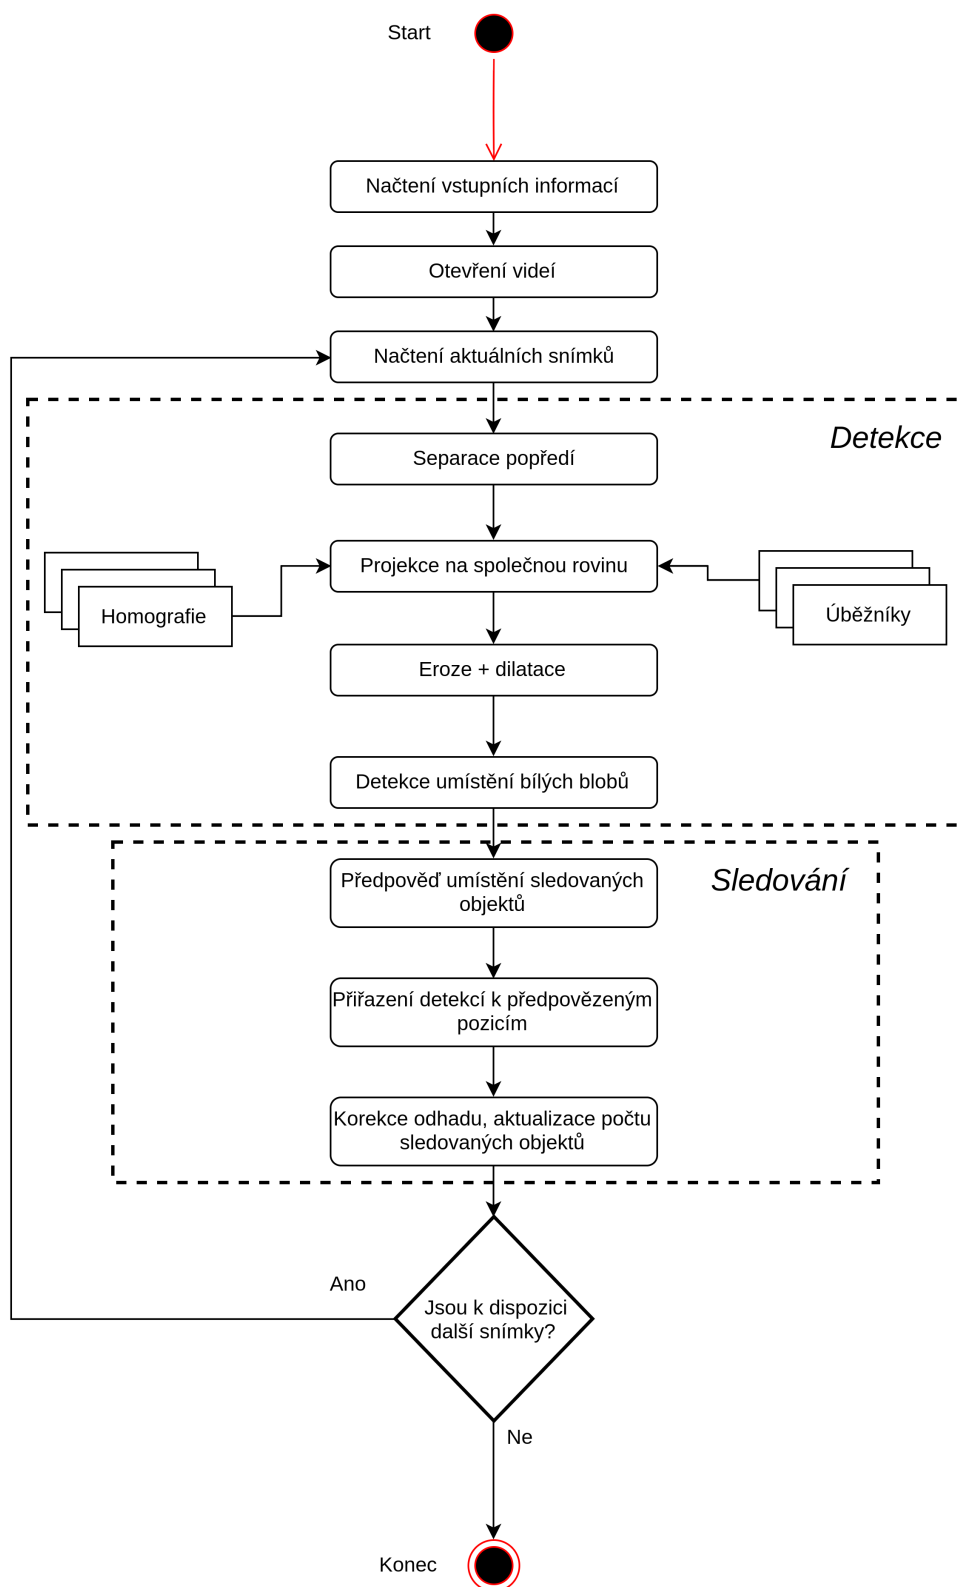 Start
Načtení vstupních informací
Otevření videí
Načtení aktuálních snímků
Detekce
Separace popředí
Projekce na společnou rovinu
Homografie
Úběžníky
Eroze + dilatace
Detekce umístění bílých blobů
Sledování
Předpověď umístění sledovaných
objektů
Přiřazení detekcí k předpovězeným
pozicím
Korekce odhadu, aktualizace počtu
sledovaných objektů
Ano
Jsou k dispozici
další snímky?
Ne
Konec